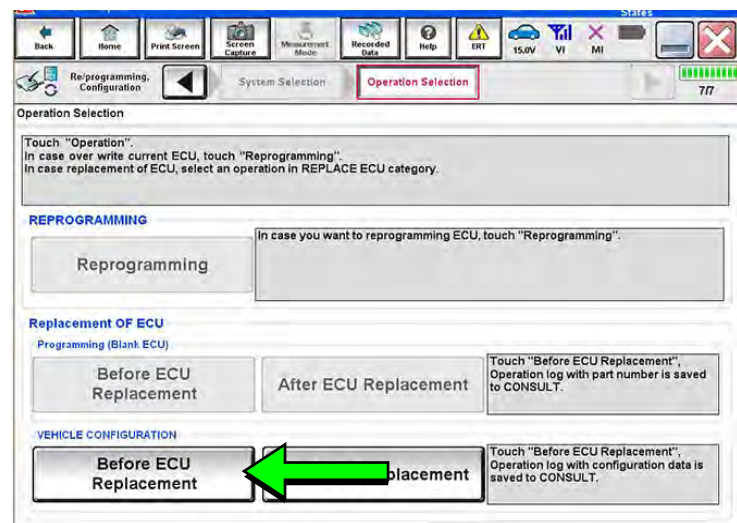 States
Back
Home
Print Screen
Screen
Capture
Measurement
Mode
Recorded
Data
Help
ERT
15.0V
VI
MI
Re/programming,
Configuration
System Selection
Operation Selection
7/7
Operation Selection
Touch "Operation".
In case over write current ECU, touch "Reprogramming".
In case replacement of ECU, select an operation in REPLACE ECU category.
REPROGRAMMING
Reprogramming
In case you want to reprogramming ECU, touch "Reprogramming".
Replacement OF ECU
Programming (Blank ECU)
Before ECU
Replacement
After ECU Replacement
Touch "Before ECU Replacement",
Operation log with part number is saved
to CONSULT.
VEHICLE CONFIGURATION
Before ECU
Replacement
placement
Touch "Before ECU Replacement",
Operation log with configuration data is
saved to CONSULT.